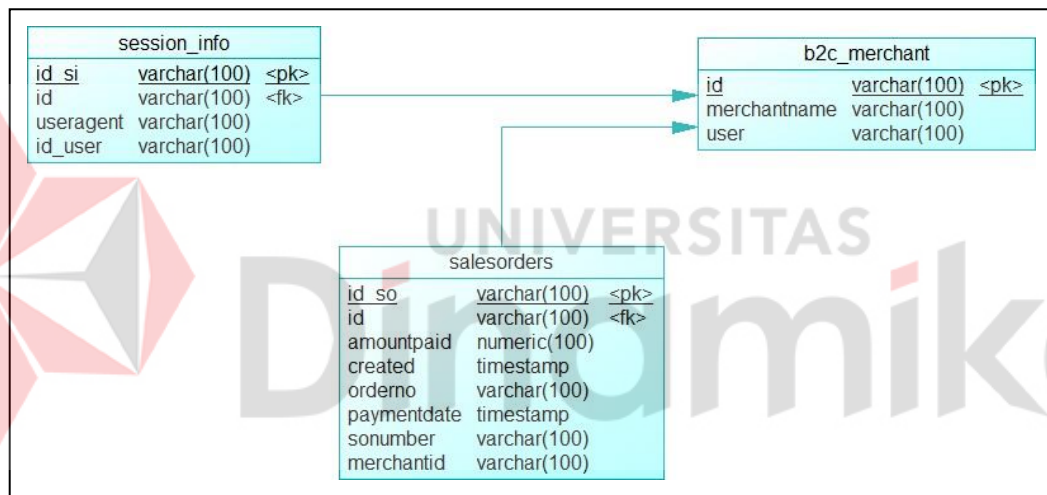 session_info
id_si varchar(100) <pk>
id varchar(100) <fk>
useragent varchar(100)
id_user varchar(100)
b2c_merchant
id varchar(100) <pk>
merchantname varchar(100)
user varchar(100)
UNIVERSITAS
Dinamika
salesorders
id_so varchar(100) <pk>
id varchar(100) <fk>
amountpaid numeric(100)
created timestamp
orderno varchar(100)
paymentdate timestamp
sonumber varchar(100)
merchantid varchar(100)